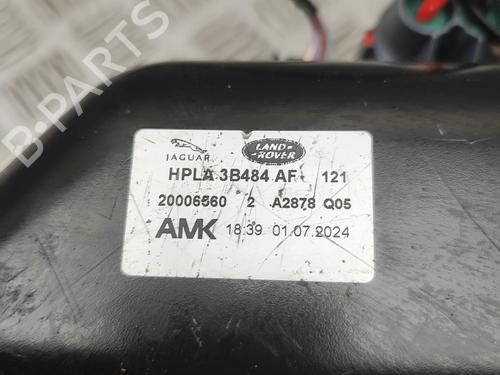 B-PARTS
JAGUAR
LAND ROVER
HPLA 3B484 AF 121
20006560 2 A2878 Q05
AMK 18:39 01.07.2024